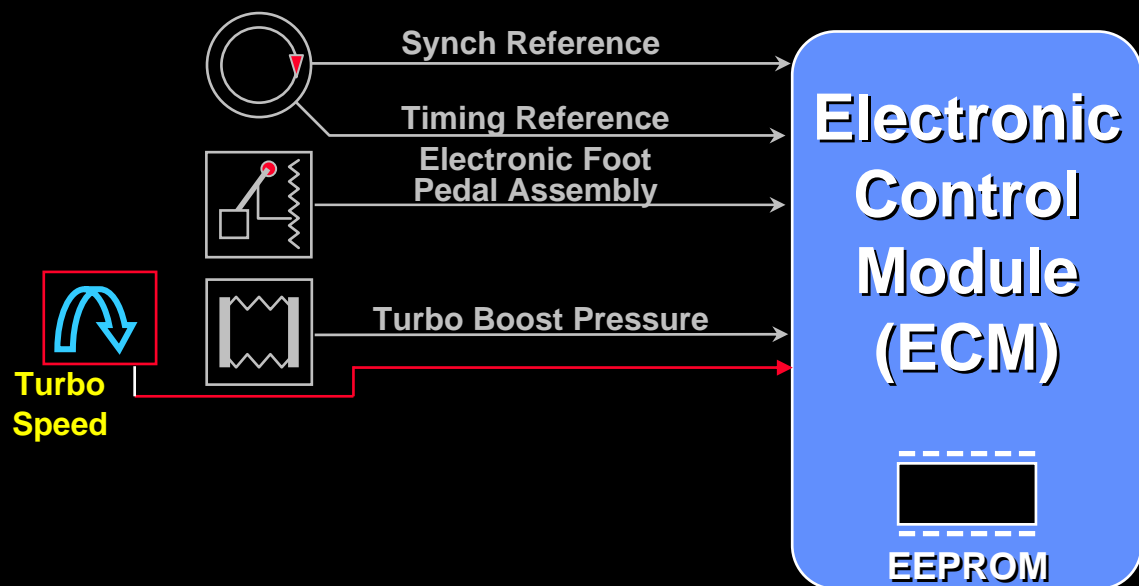 Synch Reference
Timing Reference
Electronic Foot
Pedal Assembly
Turbo Boost Pressure
Turbo
Speed
Electronic
Control
Module
(ECM)
EEPROM